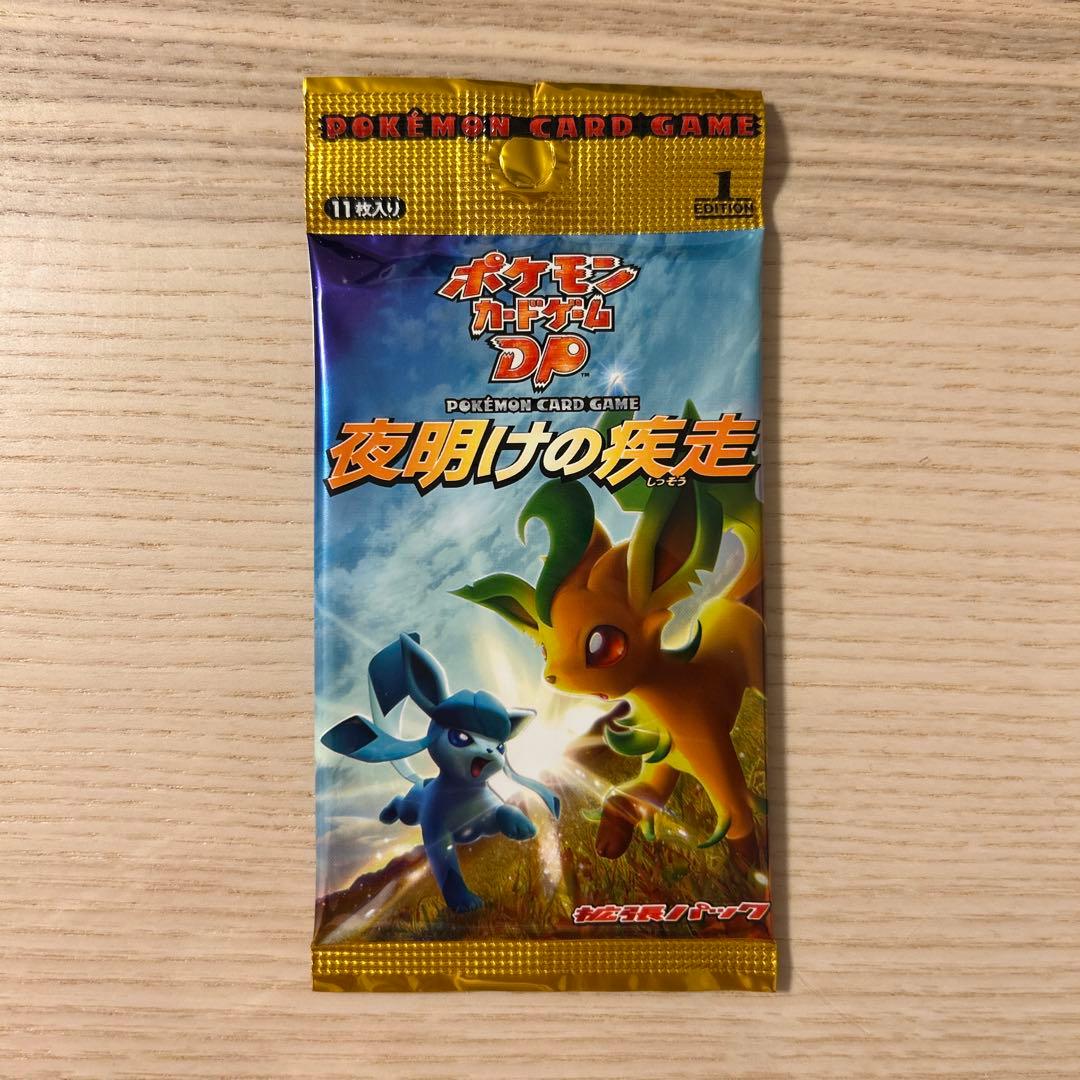 POKÉMON CARD GAME
11枚入り
1
EDITION
ポケモン
カードゲーム
DP™
POKÉMON CARD GAME
夜明けの疾走
しっそう
拡張パック